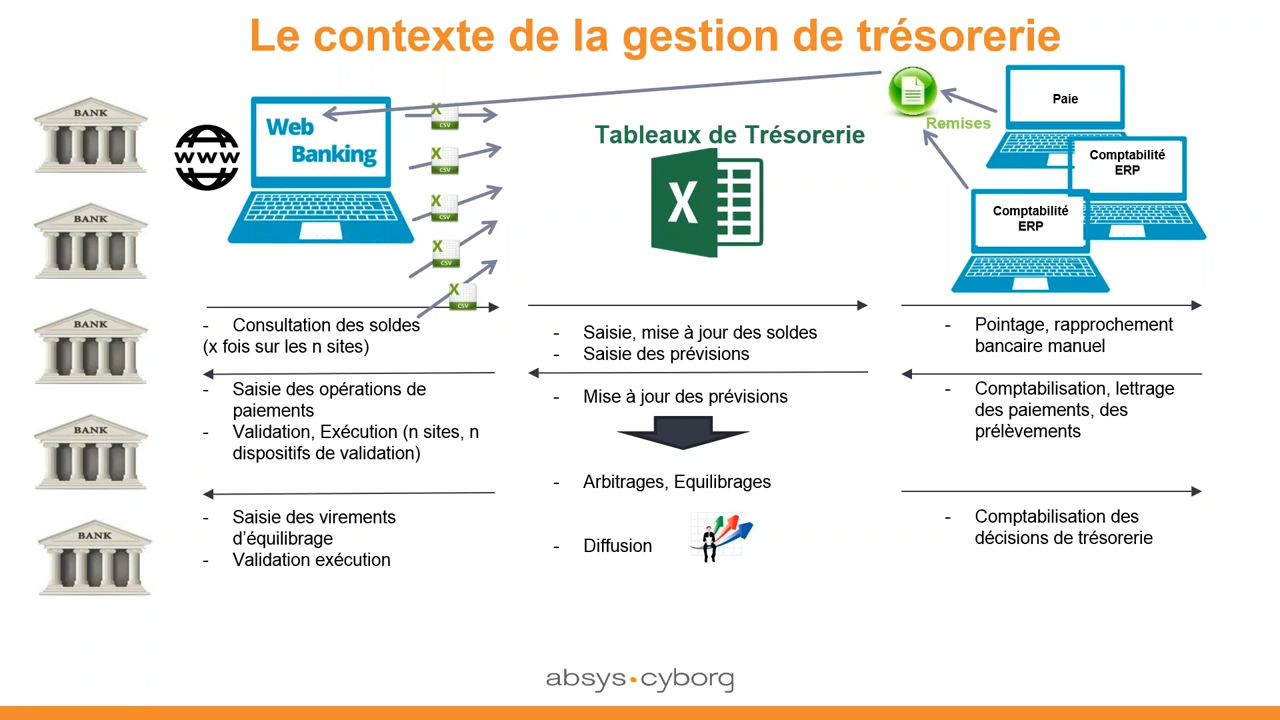 Le contexte de la gestion de trésorerie
BANK
BANK
BANK
BANK
BANK
WWW
Web
Banking
X
CSV
X
CSV
X
CSV
X
CSV
X
CSV
Tableaux de Trésorerie
X
Remises
Paie
Comptabilité
ERP
Comptabilité
ERP
- Consultation des soldes
(x fois sur les n sites)
- Saisie des opérations de
paiements
- Validation, Exécution (n sites, n
dispositifs de validation)
- Saisie des virements
d'équilibrage
- Validation exécution
- Saisie, mise à jour des soldes
- Saisie des prévisions
- Mise à jour des prévisions
- Arbitrages, Equilibrages
- Diffusion
- Pointage, rapprochement
bancaire manuel
- Comptabilisation, lettrage
des paiements, des
prélèvements
- Comptabilisation des
décisions de trésorerie
absys•cyborg